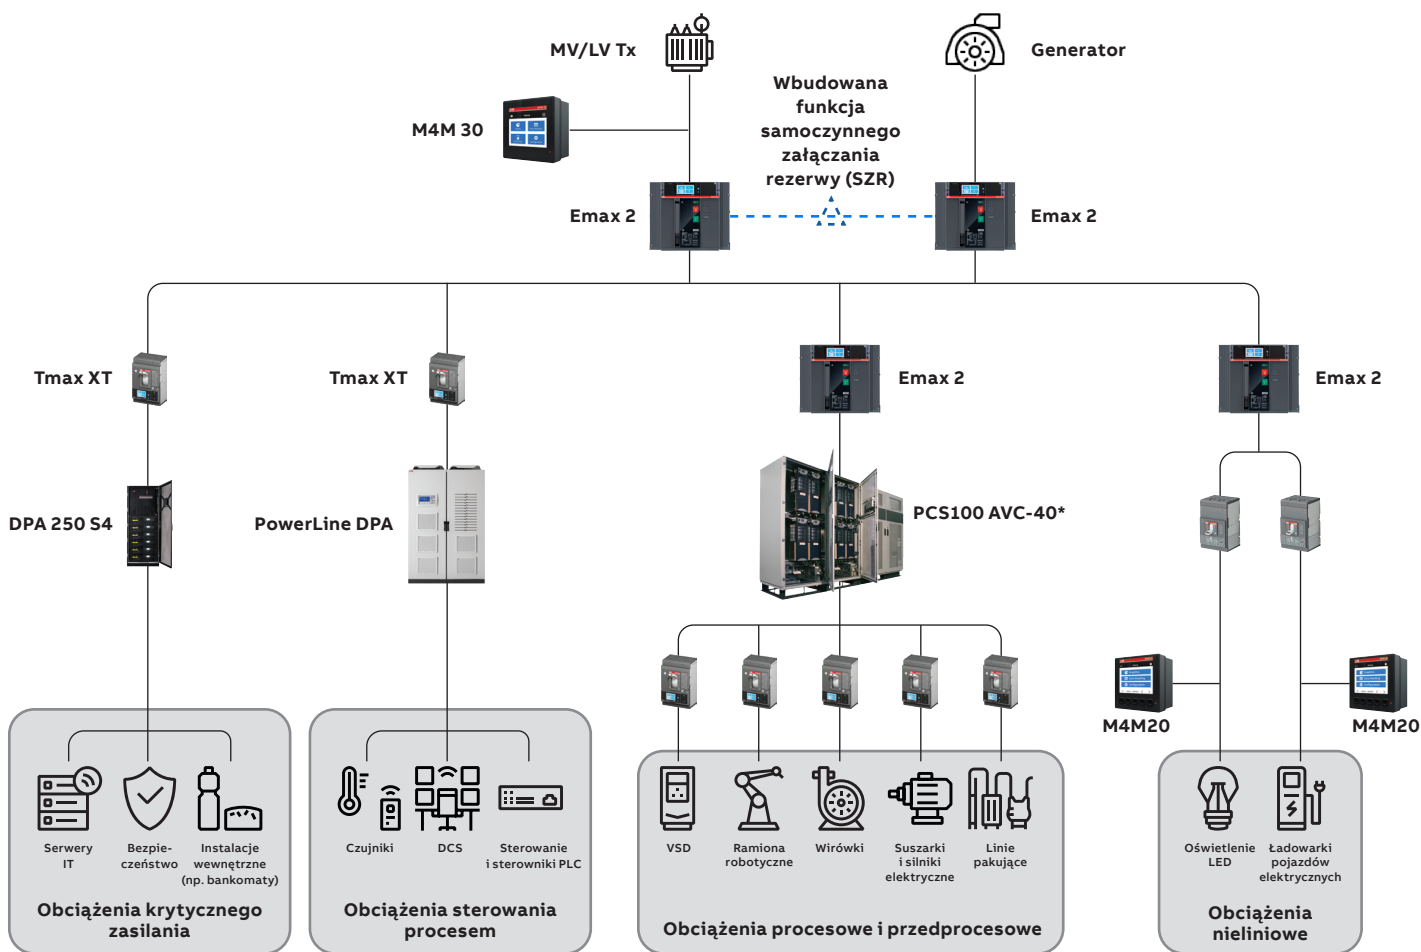 MV/LV Tx
Generator
Wbudowana
funkcja
samoczynnego
załączania
rezerwy (SZR)
M4M 30
Emax 2
Emax 2
Tmax XT
Tmax XT
Emax 2
Emax 2
DPA 250 S4
PowerLine DPA
PCS100 AVC-40*
M4M20
M4M20
Serwery
IT
Bezpie-
czeństwo
Instalacje
wewnętrzne
(np. bankomaty)
Obciążenia krytycznego
zasilania
Czujniki
DCS
Sterowanie
i sterowniki PLC
Obciążenia sterowania
procesem
VSD
Ramiona
robotyczne
Wirówki
Suszarki
i silniki
elektryczne
Linie
pakujące
Obciążenia procesowe i przedprocesowe
Oświetlenie
LED
Ładowarki
pojazdów
elektrycznych
Obciążenia
nieliniowe